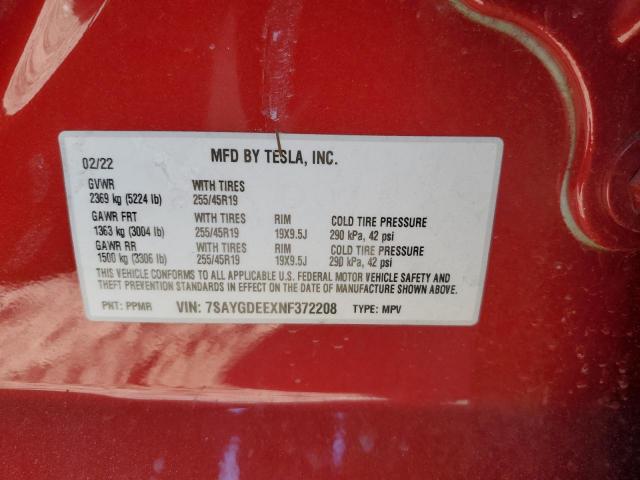 02/22 MFD BY TESLA, INC.
GVWR WITH TIRES
2369 kg (5224 lb) 255/45R19
GAWR FRT WITH TIRES RIM COLD TIRE PRESSURE
1363 kg (3004 lb) 255/45R19 19X9.5J 290 kPa, 42 psi
GAWR RR WITH TIRES RIM COLD TIRE PRESSURE
1500 kg (3306 lb) 255/45R19 19X9.5J 290 kPa, 42 psi
THIS VEHICLE CONFORMS TO ALL APPLICABLE U.S. FEDERAL MOTOR VEHICLE SAFETY AND
THEFT PREVENTION STANDARDS IN EFFECT ON THE DATE OF MANUFACTURE SHOWN ABOVE.
PNT: PPMR VIN: 7SAYGDEEXNF372208 TYPE: MPV